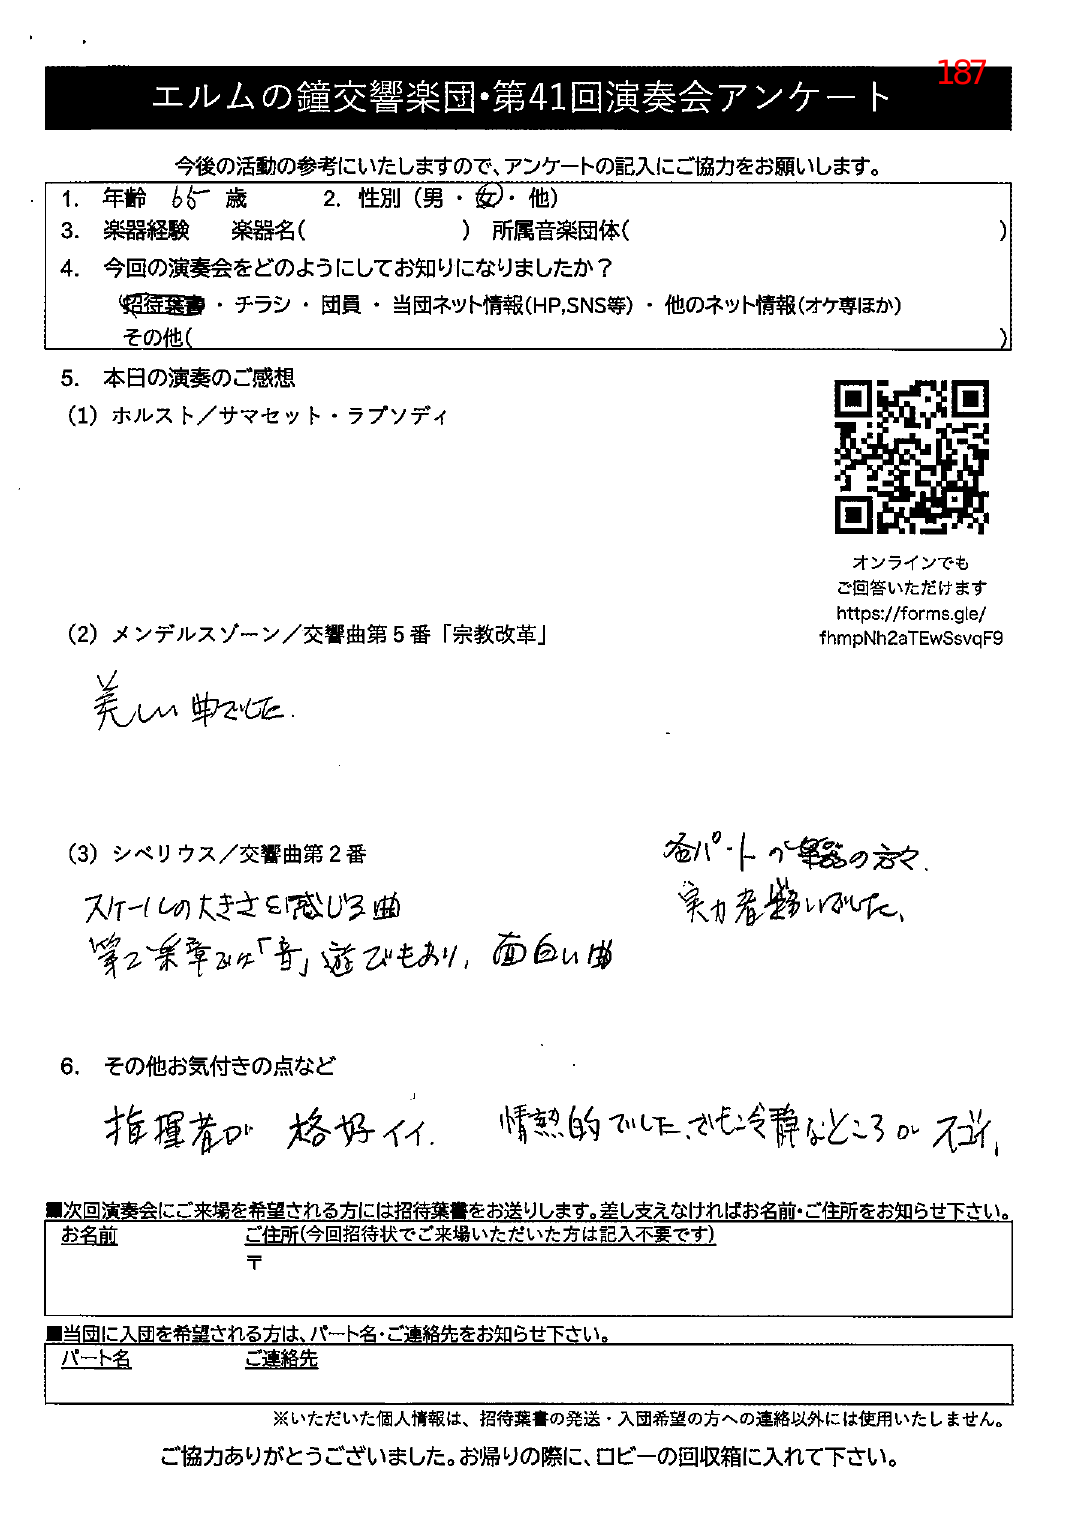 187
エルムの鐘交響楽団・第41回演奏会アンケート
今後の活動の参考にいたしますので、アンケートの記入にご協力をお願いします。
1. 年齢 65 歳 2. 性別（男・女・他）
3. 楽器経験 楽器名( ) 所属音楽団体( )
4. 今回の演奏会をどのようにしてお知りになりましたか？
招待葉書・チラシ・団員・当団ネット情報(HP,SNS等)・他のネット情報(オケ専ほか)
その他( )
5. 本日の演奏のご感想
(1) ホルスト／サマセット・ラプソディ
オンラインでも
ご回答いただけます
https://forms.gle/
fhmpNh2aTEwSsvqF9
(2) メンデルスゾーン／交響曲第5番「宗教改革」
美しい曲でした.
(3) シベリウス／交響曲第2番
各パートの楽器の方々、
実力者揃いでした、
スケールの大きさを感じる曲
第2楽章は「音」遊びもあり、面白い曲
6. その他お気付きの点など
指揮者が 格好イイ. 情熱的でした、でも冷静なところが スゴイ、
■次回演奏会にご来場を希望される方には招待葉書をお送りします。差し支えなければお名前・ご住所をお知らせ下さい。
お名前 ご住所(今回招待状でご来場いただいた方は記入不要です)
〒
■当団に入団を希望される方は、パート名・ご連絡先をお知らせ下さい。
パート名 ご連絡先
※いただいた個人情報は、招待葉書の発送・入団希望の方への連絡以外には使用いたしません。
ご協力ありがとうございました。お帰りの際に、ロビーの回収箱に入れて下さい。